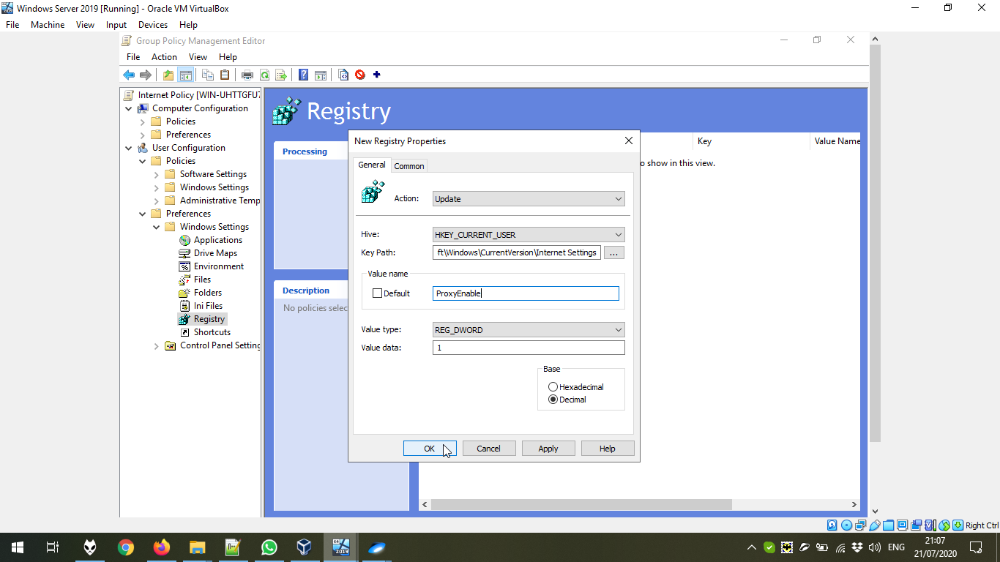 Windows Server 2019 [Running] - Oracle VM VirtualBox
File Machine View Input Devices Help
Group Policy Management Editor
File Action View Help
Internet Policy [WIN-UHTTGFU7
Computer Configuration
Policies
Preferences
User Configuration
Policies
Software Settings
Windows Settings
Administrative Temp
Preferences
Windows Settings
Applications
Drive Maps
Environment
Files
Folders
Ini Files
Registry
Shortcuts
Control Panel Setting
Registry
Processing
Description
No policies selec
Key
Value Name
o show in this view.
New Registry Properties
General Common
Action: Update
Hive: HKEY_CURRENT_USER
Key Path: ft\Windows\CurrentVersion\Internet Settings ...
Value name
Default ProxyEnable
Value type: REG_DWORD
Value data: 1
Base
Hexadecimal
Decimal
OK Cancel Apply Help
Right Ctrl
2019
ENG
21:07
21/07/2020